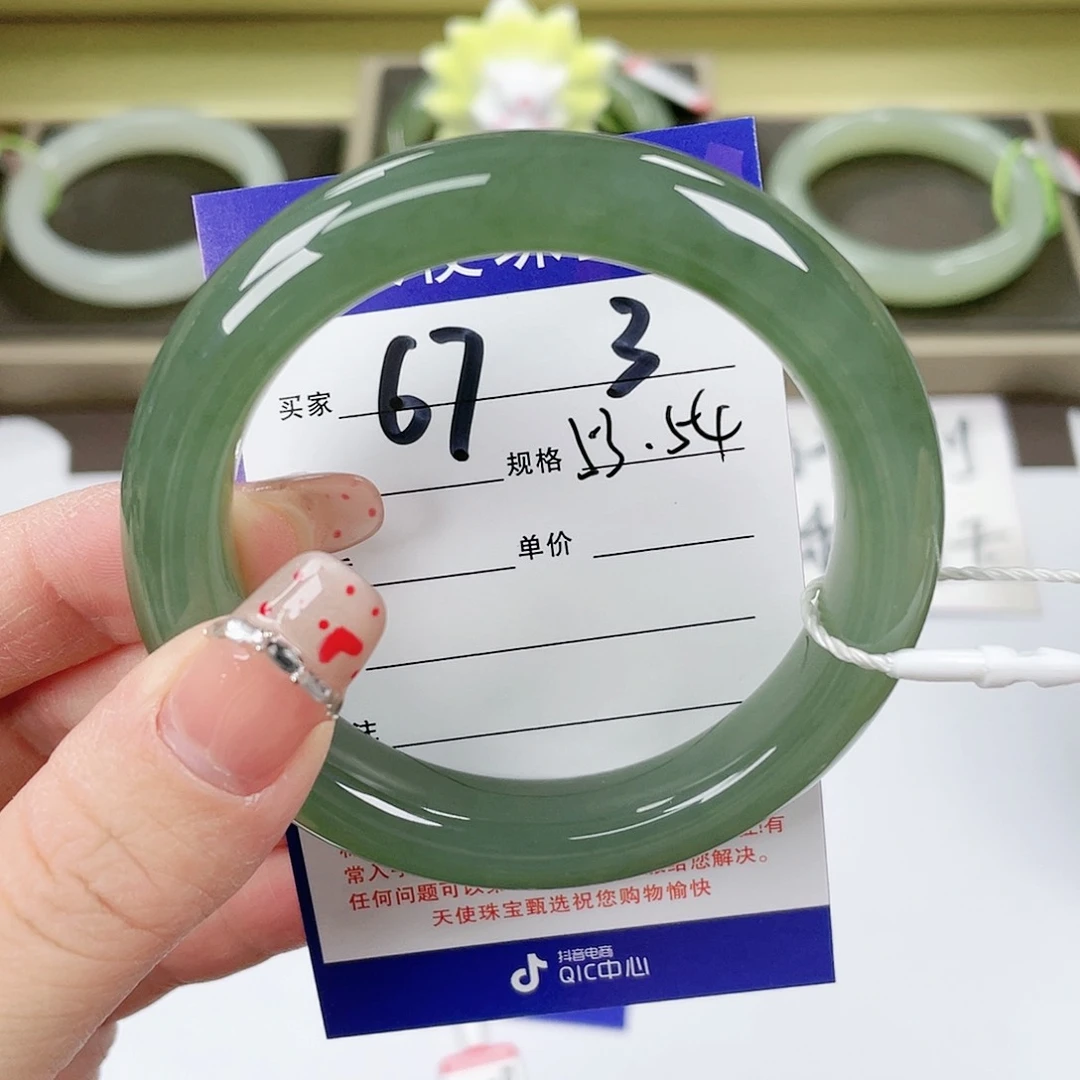 67 3
买家
规格 53.54
单价
任何问题可以
天使珠宝甄选祝您购物愉快
抖音电商
QIC中心